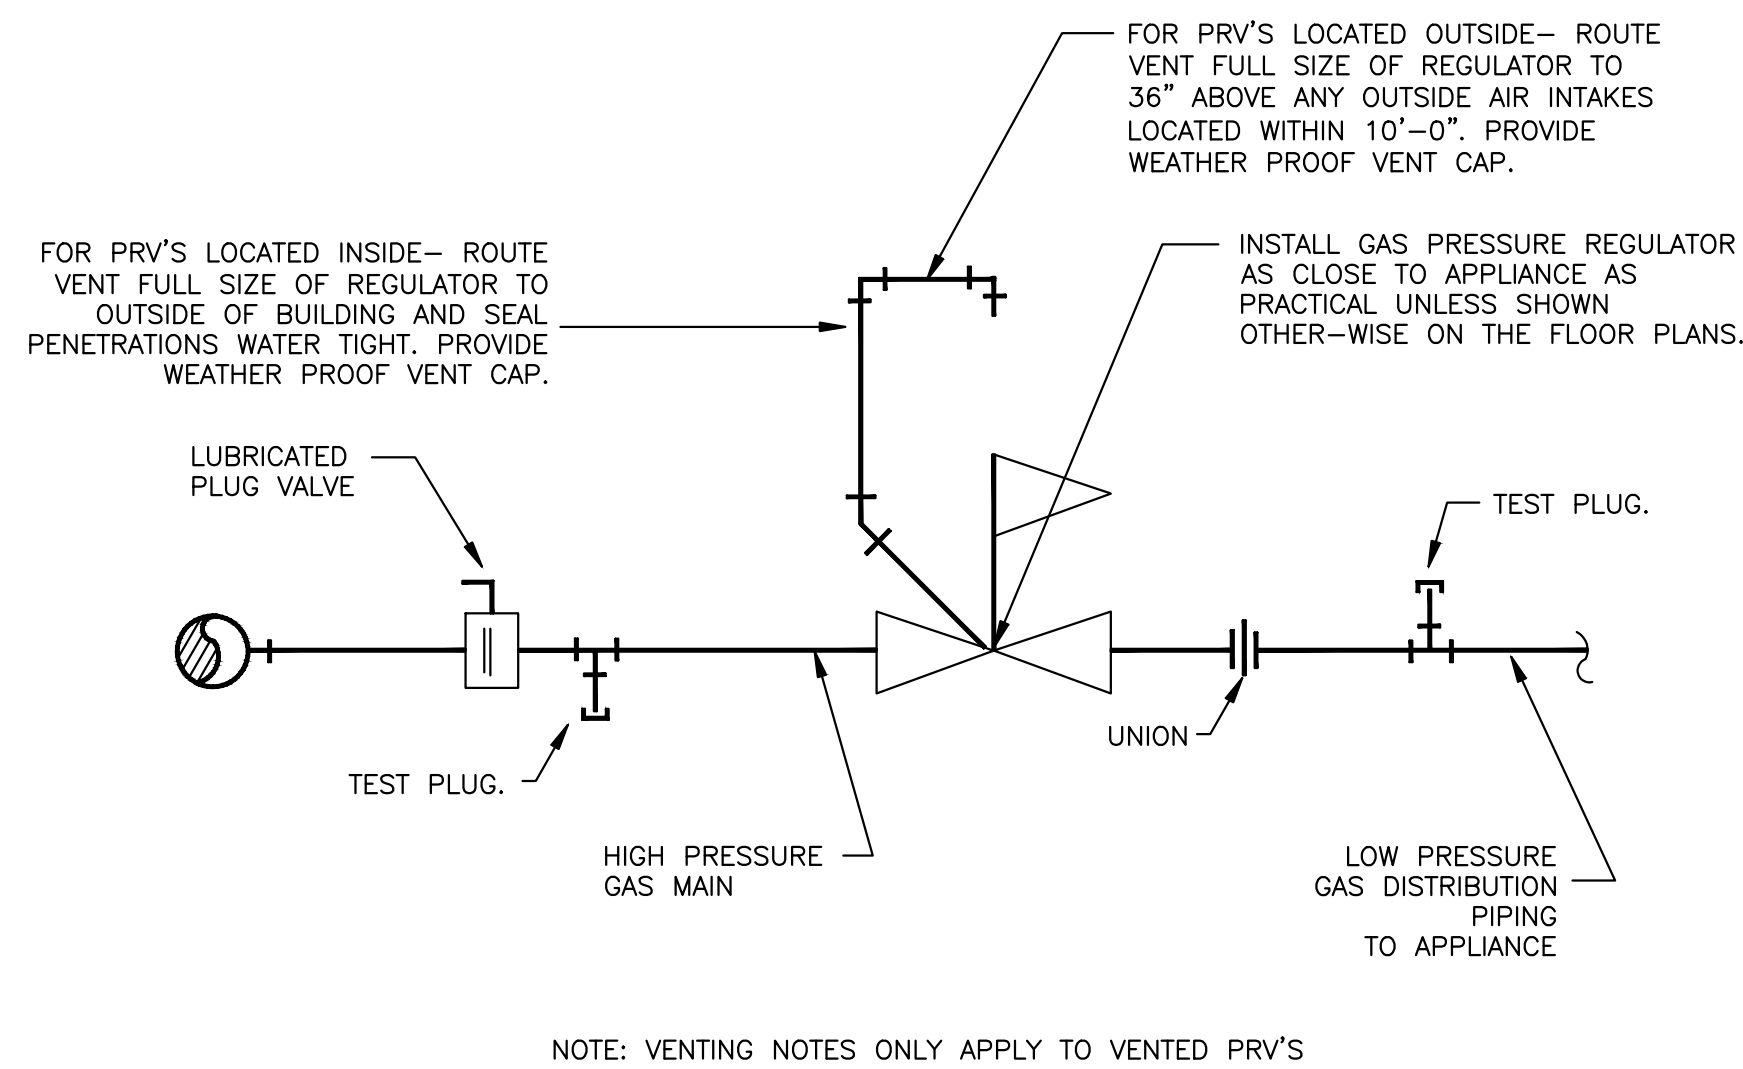 FOR PRV'S LOCATED OUTSIDE– ROUTE
VENT FULL SIZE OF REGULATOR TO
36" ABOVE ANY OUTSIDE AIR INTAKES
LOCATED WITHIN 10'–0". PROVIDE
WEATHER PROOF VENT CAP.
FOR PRV'S LOCATED INSIDE– ROUTE
VENT FULL SIZE OF REGULATOR TO
OUTSIDE OF BUILDING AND SEAL
PENETRATIONS WATER TIGHT. PROVIDE
WEATHER PROOF VENT CAP.
INSTALL GAS PRESSURE REGULATOR
AS CLOSE TO APPLIANCE AS
PRACTICAL UNLESS SHOWN
OTHER–WISE ON THE FLOOR PLANS.
LUBRICATED
PLUG VALVE
TEST PLUG.
UNION
TEST PLUG.
HIGH PRESSURE
GAS MAIN
LOW PRESSURE
GAS DISTRIBUTION
PIPING
TO APPLIANCE
NOTE: VENTING NOTES ONLY APPLY TO VENTED PRV'S